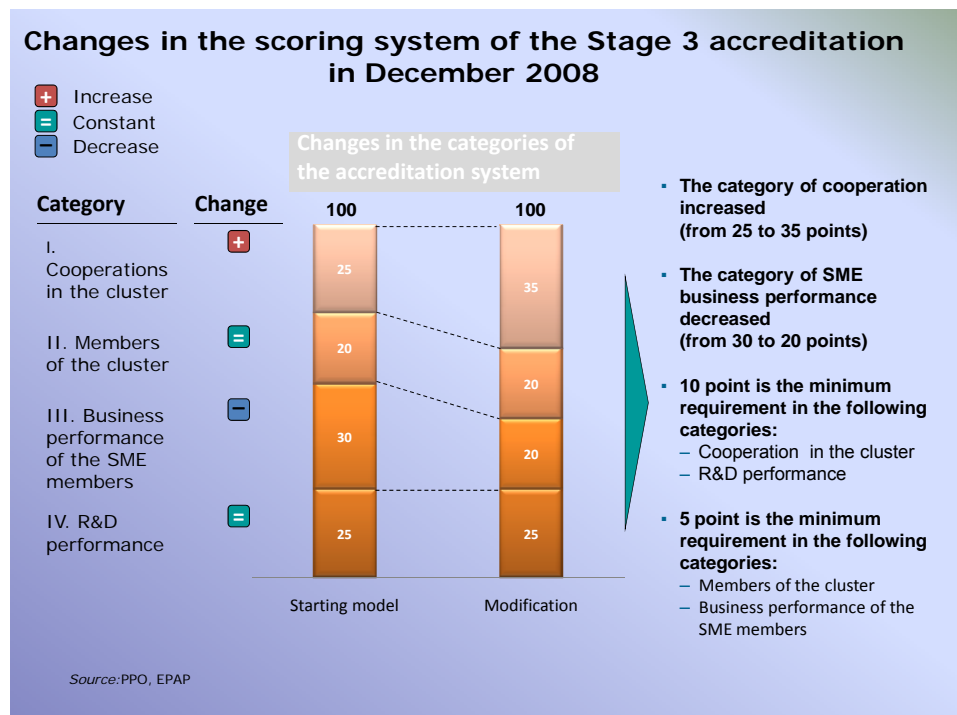 Changes in the scoring system of the Stage 3 accreditation
in December 2008
+ Increase
= Constant
– Decrease
Changes in the categories of
the accreditation system
Category
Change
100
100
I.
Cooperations
in the cluster
+
25
35
II. Members
of the cluster
=
20
20
III. Business
performance
of the SME
members
–
30
20
IV. R&D
performance
=
25
25
Starting model
Modification
▪ The category of cooperation
increased
(from 25 to 35 points)
▪ The category of SME
business performance
decreased
(from 30 to 20 points)
▪ 10 point is the minimum
requirement in the following
categories:
– Cooperation in the cluster
– R&D performance
▪ 5 point is the minimum
requirement in the following
categories:
– Members of the cluster
– Business performance of the
SME members
Source:PPO, EPAP